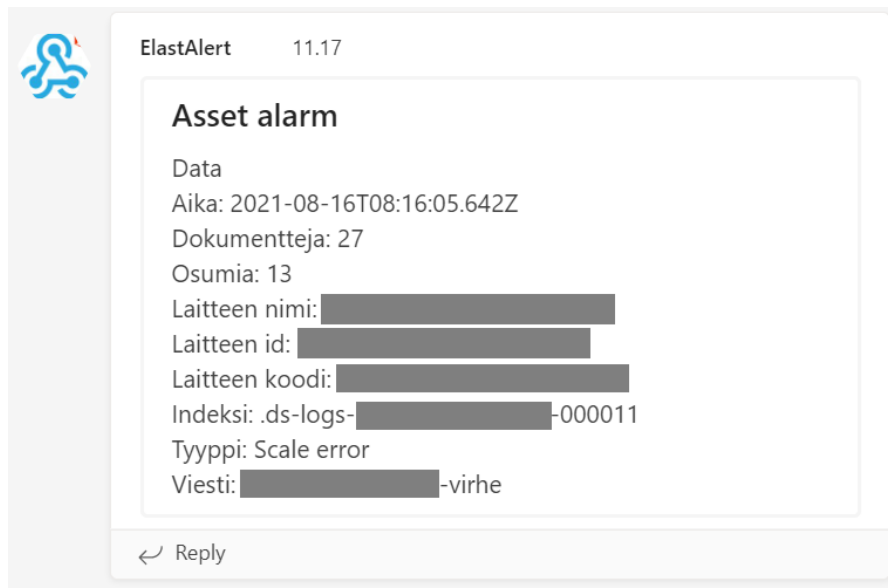 ElastAlert 11.17
Asset alarm
Data
Aika: 2021-08-16T08:16:05.642Z
Dokumentteja: 27
Osumia: 13
Laitteen nimi:
Laitteen id:
Laitteen koodi:
Indeksi: .ds-logs- -000011
Tyyppi: Scale error
Viesti: -virhe
Reply